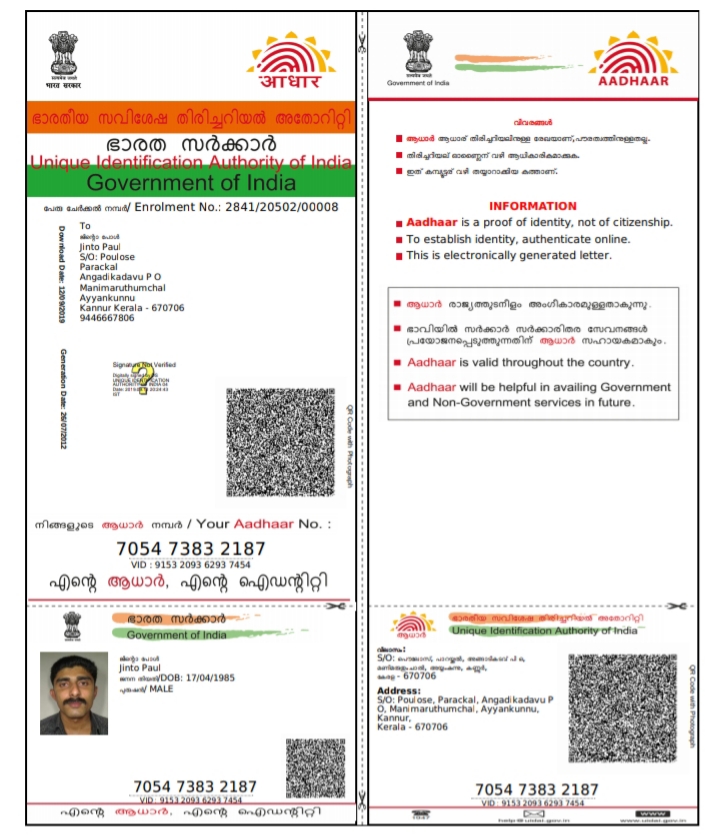 सत्यमेव जयते
भारत सरकार
आधार
ഭാരതീയ സവിശേഷ തിരിച്ചറിയൽ അതോറിറ്റി
ഭാരത സർക്കാർ
Unique Identification Authority of India
Government of India
പേരു ചേർക്കൽ നമ്പർ/ Enrolment No.: 2841/20502/00008
To
ജിന്റോ പോൾ
Jinto Paul
S/O: Poulose
Parackal
Angadikadavu P O
Manimaruthumchal
Ayyankunnu
Kannur Kerala - 670706
9446667806
Download Date: 12/09/2019
Generation Date: 26/07/2012
Signature Not Verified
Digitally signed by DS
UNIQUE IDENTIFICATION
AUTHORITY OF INDIA 04
IST
QR Code with Photograph
നിങ്ങളുടെ ആധാർ നമ്പർ / Your Aadhaar No. :
7054 7383 2187
VID : 9153 2093 6293 7454
എന്റെ ആധാർ, എന്റെ ഐഡന്റിറ്റി
ഭാരത സർക്കാർ
Government of India
ജിന്റോ പോൾ
Jinto Paul
ജനന തിയതി/DOB: 17/04/1985
പുരുഷൻ/ MALE
7054 7383 2187
VID : 9153 2093 6293 7454
എന്റെ ആധാർ, എന്റെ ഐഡന്റിറ്റി
सत्यमेव जयते
Government of India
AADHAAR
വിവരങ്ങൾ
ആധാർ ആധാര് തിരിച്ചറിയലിനുള്ള രേഖയാണ്,പൗരത്വത്തിനുള്ളതല്ല.
തിരിച്ചറിയല് ഓണ്ലൈന് വഴി ആധികാരികമാക്കുക.
ഇത് കമ്പ്യൂട്ടര് വഴി തയ്യാറാക്കിയ കത്താണ്.
INFORMATION
Aadhaar is a proof of identity, not of citizenship.
To establish identity, authenticate online.
This is electronically generated letter.
ആധാർ രാജ്യത്തുടനീളം അംഗീകാരമുള്ളതാകുന്നു.
ഭാവിയിൽ സർക്കാർ സർക്കാരിതര സേവനങ്ങൾ
പ്രയോജനപ്പെടുത്തുന്നതിന് ആധാർ സഹായകമാകും.
Aadhaar is valid throughout the country.
Aadhaar will be helpful in availing Government
and Non-Government services in future.
ആധാർ
ഭാരതീയ സവിശേഷ തിരിച്ചറിയൽ അതോറിറ്റി
Unique Identification Authority of India
വിലാസം:
S/O: പൗലോസ്, പാറയ്ക്കൽ, അങ്ങാടികടവ് പി ഒ,
മണിമരുതുംചാൽ, അയ്യംകുന്നു, കണ്ണൂർ,
കേരള - 670706
Address:
S/O: Poulose, Parackal, Angadikadavu P
O, Manimaruthumchal, Ayyankunnu,
Kannur,
Kerala - 670706
QR Code with Photograph
7054 7383 2187
VID : 9153 2093 6293 7454
1947
help@uidai.gov.in
www
www.uidai.gov.in